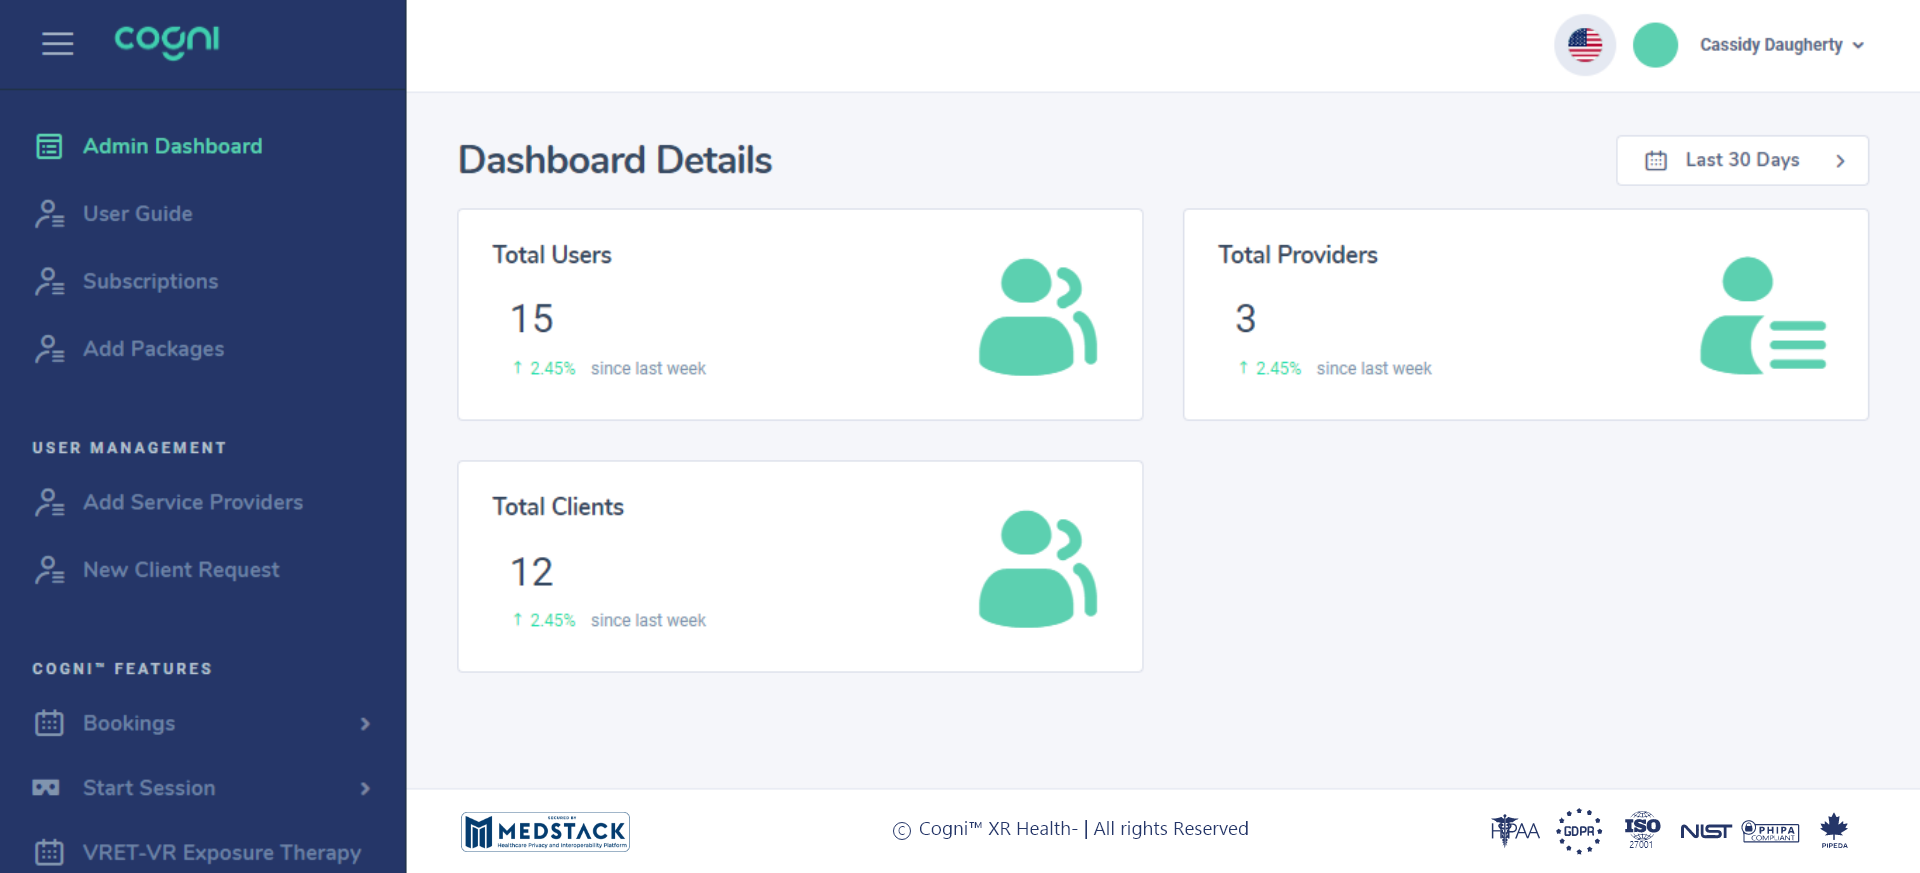 cogni
Cassidy Daugherty
Admin Dashboard
User Guide
Subscriptions
Add Packages
USER MANAGEMENT
Add Service Providers
New Client Request
COGNI™ FEATURES
Bookings
Start Session
VRET-VR Exposure Therapy
Dashboard Details
Last 30 Days
Total Users
15
↑ 2.45% since last week
Total Providers
3
↑ 2.45% since last week
Total Clients
12
↑ 2.45% since last week
SECURED BY
MEDSTACK
Healthcare Privacy and Interoperability Platform
© Cogni™ XR Health- | All rights Reserved
HIPAA
GDPR
ISO
27001
NIST
PHIPA
COMPLIANT
PIPEDA